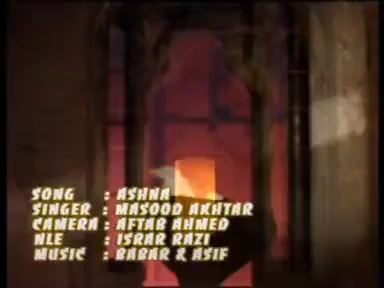 SONG : ASHNA
SINGER : MASOOD AKHTAR
CAMERA : AFTAB AHMED
NLE : ISRAR RAZI
MUSIC : BABAR & ASIF